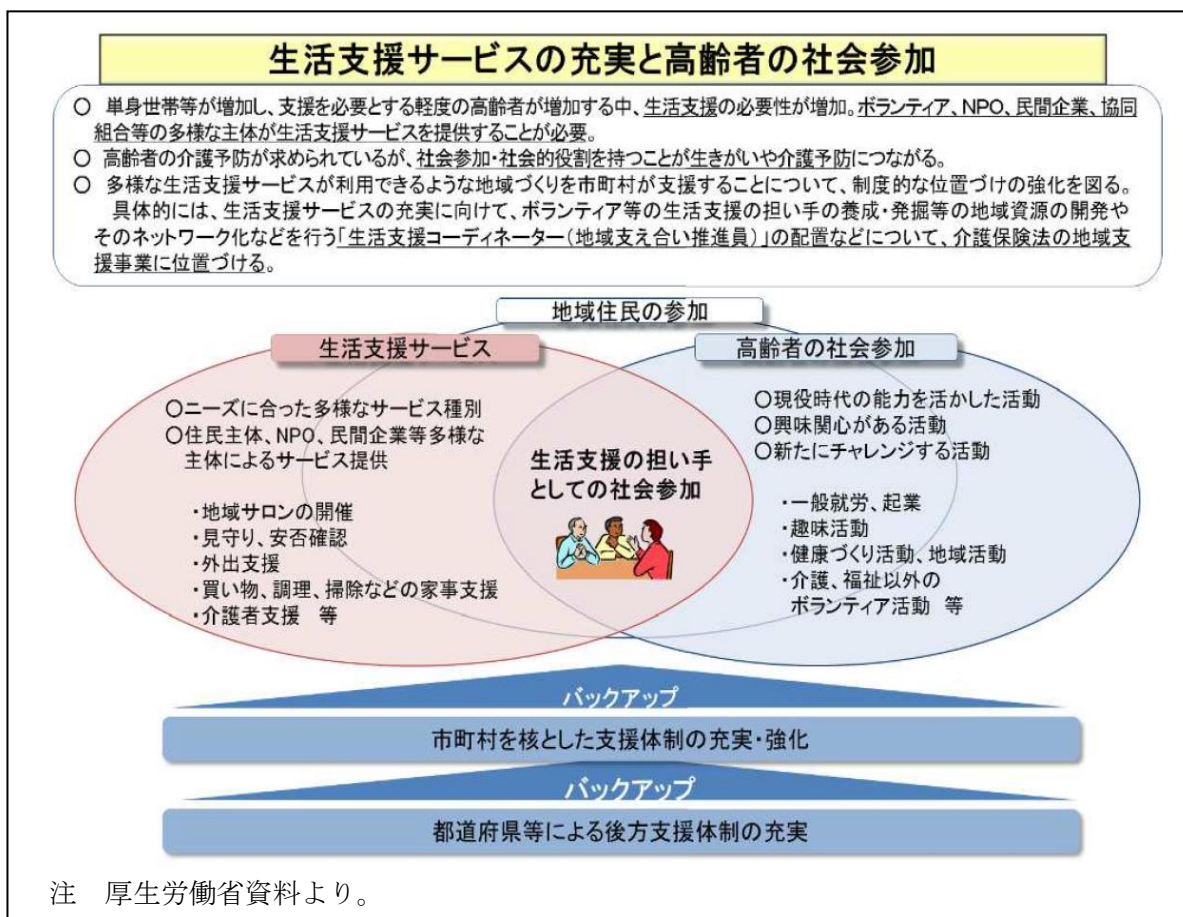 生活支援サービスの充実と高齢者の社会参加
○ 単身世帯等が増加し、支援を必要とする軽度の高齢者が増加する中、生活支援の必要性が増加。ボランティア、NPO、民間企業、協同
組合等の多様な主体が生活支援サービスを提供することが必要。
○ 高齢者の介護予防が求められているが、社会参加・社会的役割を持つことが生きがいや介護予防につながる。
○ 多様な生活支援サービスが利用できるような地域づくりを市町村が支援することについて、制度的な位置づけの強化を図る。
具体的には、生活支援サービスの充実に向けて、ボランティア等の生活支援の担い手の養成・発掘等の地域資源の開発や
そのネットワーク化などを行う「生活支援コーディネーター(地域支え合い推進員)」の配置などについて、介護保険法の地域支
援事業に位置づける。
地域住民の参加
生活支援サービス
○ニーズに合った多様なサービス種別
○住民主体、NPO、民間企業等多様な
主体によるサービス提供
・地域サロンの開催
・見守り、安否確認
・外出支援
・買い物、調理、掃除などの家事支援
・介護者支援 等
生活支援の担い手
としての社会参加
高齢者の社会参加
○現役時代の能力を活かした活動
○興味関心がある活動
○新たにチャレンジする活動
・一般就労、起業
・趣味活動
・健康づくり活動、地域活動
・介護、福祉以外の
ボランティア活動 等
バックアップ
市町村を核とした支援体制の充実・強化
バックアップ
都道府県等による後方支援体制の充実
注 厚生労働省資料より。